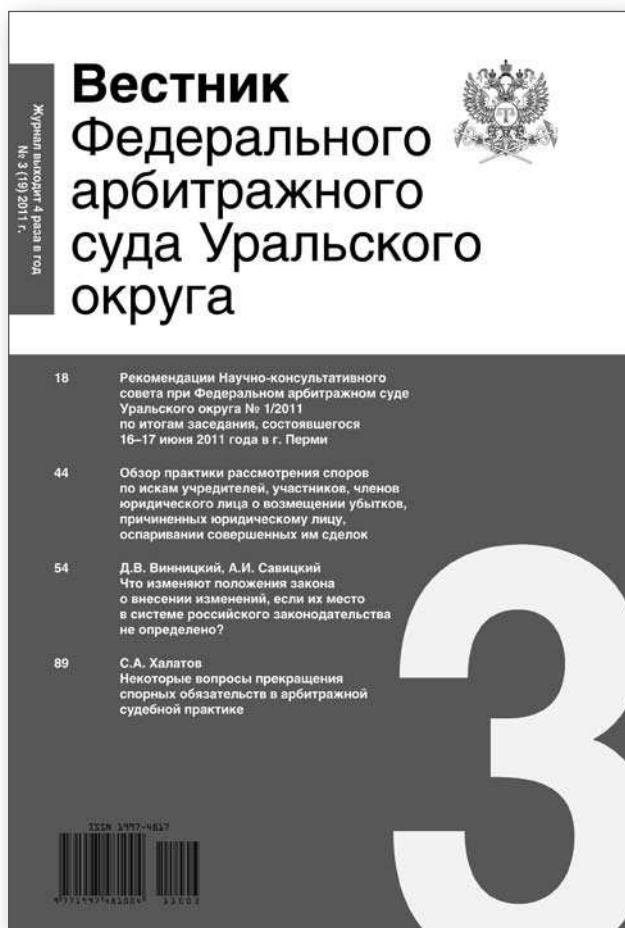 Журнал выходит 4 раза в год
№ 3 (19) 2011 г.
Вестник
Федерального
арбитражного
суда Уральского
округа
18
Рекомендации Научно-консультативного
совета при Федеральном арбитражном суде
Уральского округа № 1/2011
по итогам заседания, состоявшегося
16–17 июня 2011 года в г. Перми
44
Обзор практики рассмотрения споров
по искам учредителей, участников, членов
юридического лица о возмещении убытков,
причиненных юридическому лицу,
оспаривании совершенных им сделок
54
Д.В. Винницкий, А.И. Савицкий
Что изменяют положения закона
о внесении изменений, если их место
в системе российского законодательства
не определено?
89
С.А. Халатов
Некоторые вопросы прекращения
спорных обязательств в арбитражной
судебной практике
3
ISSN 1997-4817
11003